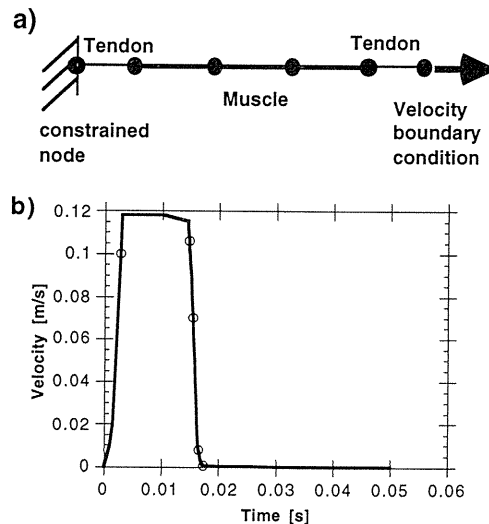 a)
Tendon
Tendon
Muscle
constrained
node
Velocity
boundary
condition
b)
Velocity [m/s]
0.12
0.1
0.08
0.06
0.04
0.02
0
0
0.01
0.02
0.03
0.04
0.05
0.06
Time [s]